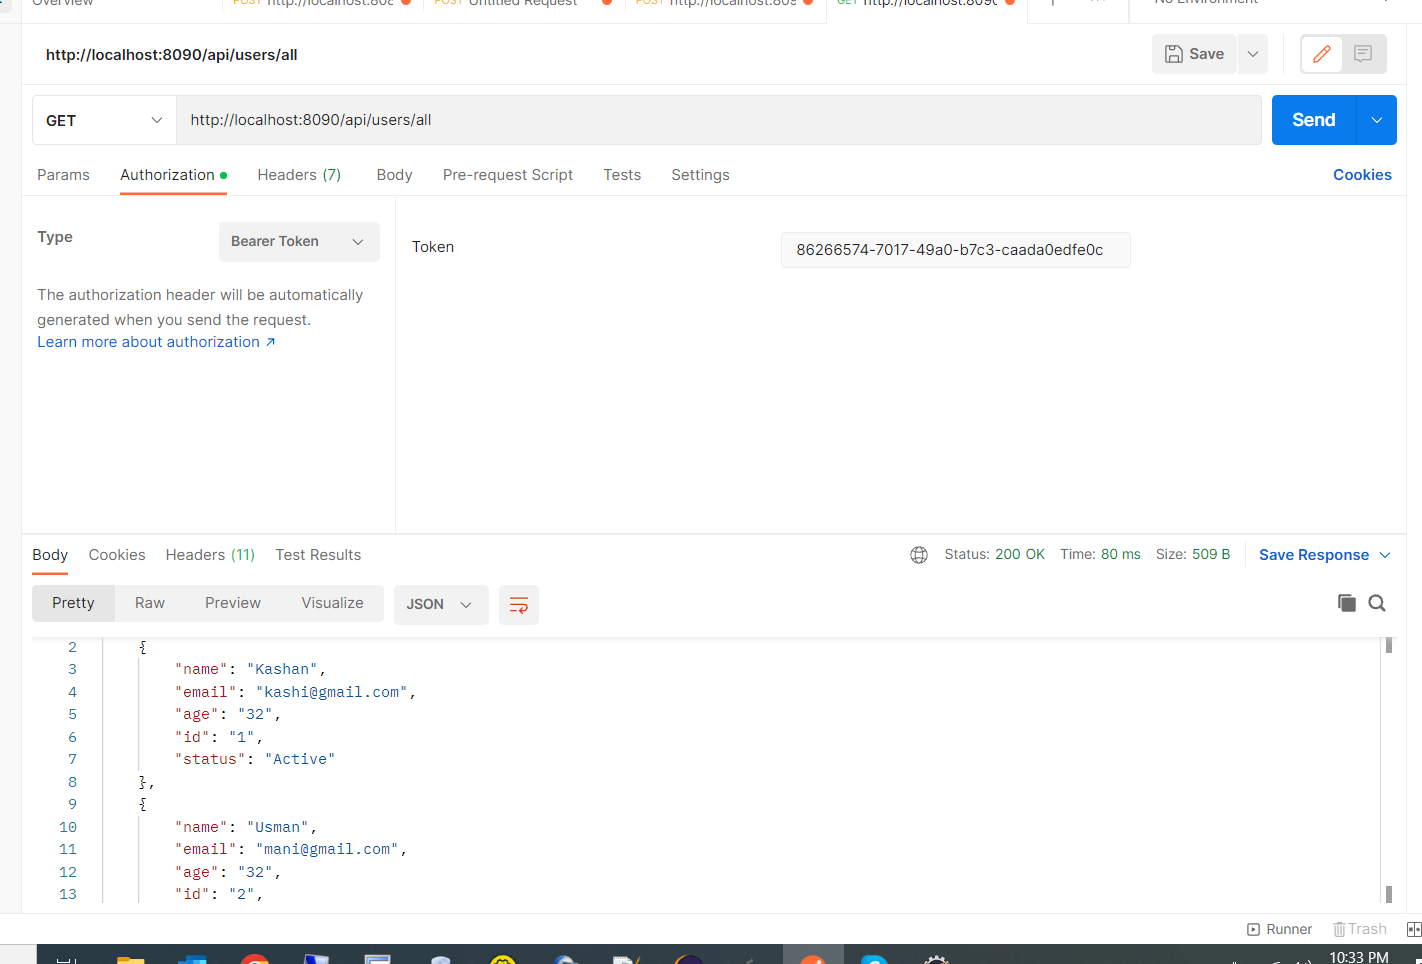 Overview
POST http://localhost:808
POST Untitled Request
POST http://localhost:809
GET http://localhost:8090
No Environment
http://localhost:8090/api/users/all
Save
GET
http://localhost:8090/api/users/all
Send
Params Authorization Headers (7) Body Pre-request Script Tests Settings Cookies
Type
Bearer Token
Token
86266574-7017-49a0-b7c3-caada0edfe0c
The authorization header will be automatically
generated when you send the request.
Learn more about authorization ↗
Body Cookies Headers (11) Test Results
Status: 200 OK Time: 80 ms Size: 509 B
Save Response
Pretty Raw Preview Visualize JSON
2 {
3 "name": "Kashan",
4 "email": "kashi@gmail.com",
5 "age": "32",
6 "id": "1",
7 "status": "Active"
8 },
9 {
10 "name": "Usman",
11 "email": "mani@gmail.com",
12 "age": "32",
13 "id": "2",
Runner Trash
10:33 PM